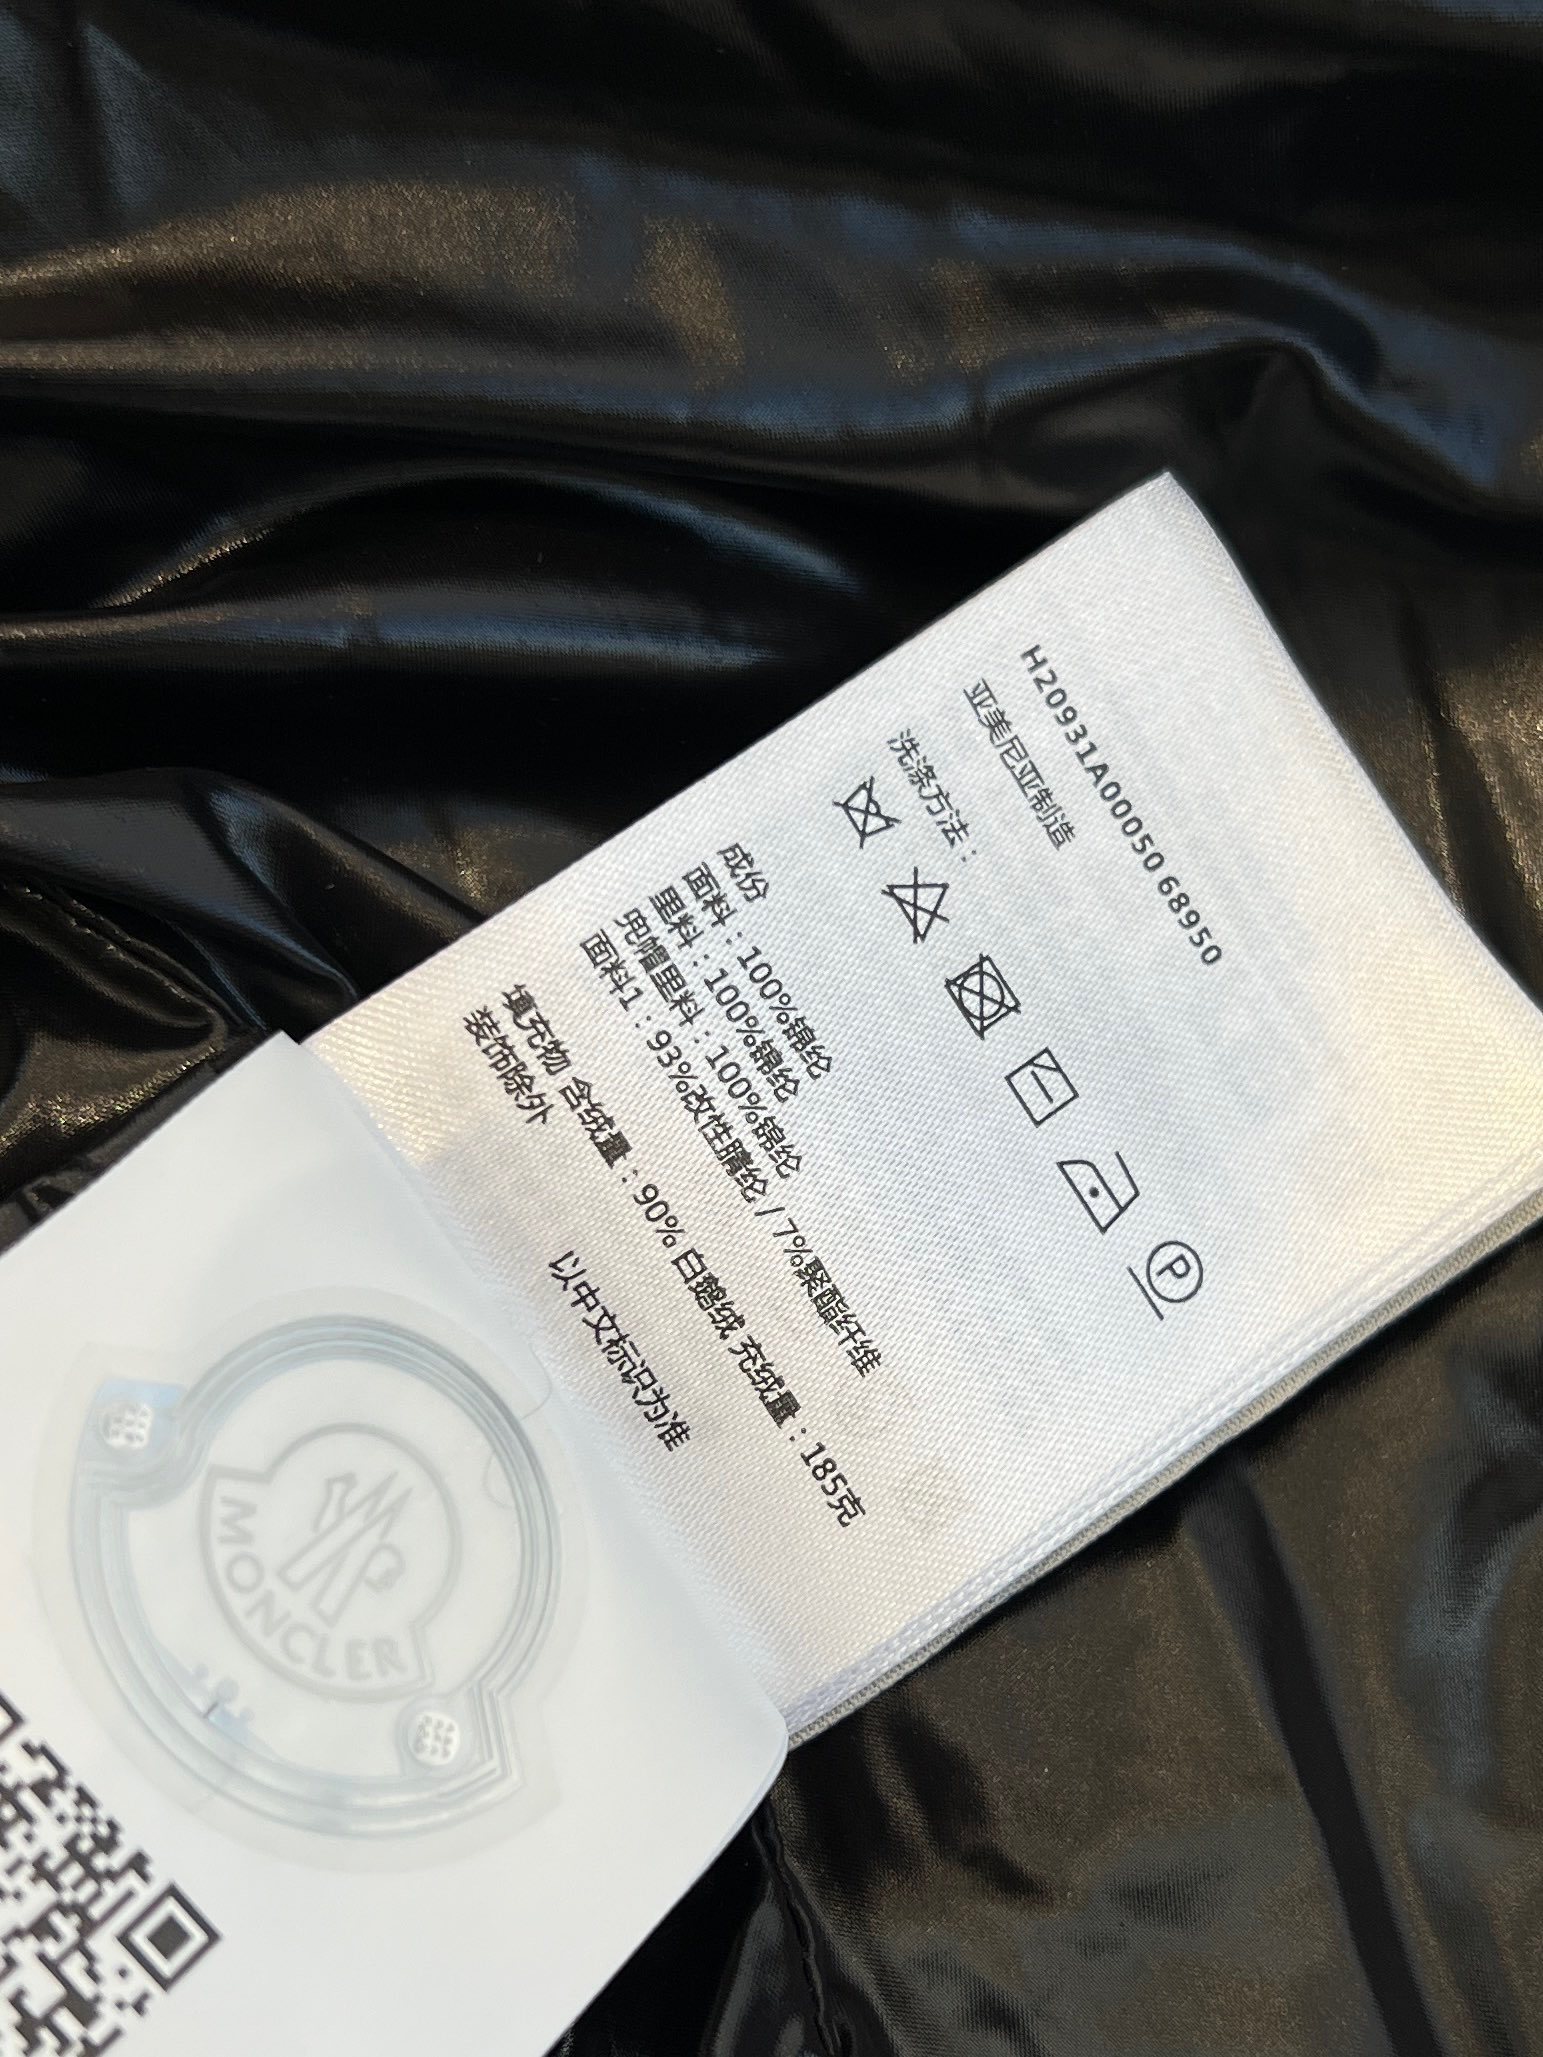 H20931A00050 68950
亚美尼亚制造
洗涤方法：
P
成份
面料：100%锦纶
里料：100%锦纶
兜帽里料：100%锦纶
面料1：93%改性腈纶 / 7%聚酯纤维
填充物 含绒量：90% 白鹅绒 充绒量：185克
装饰除外
以中文标识为准
MONCLER